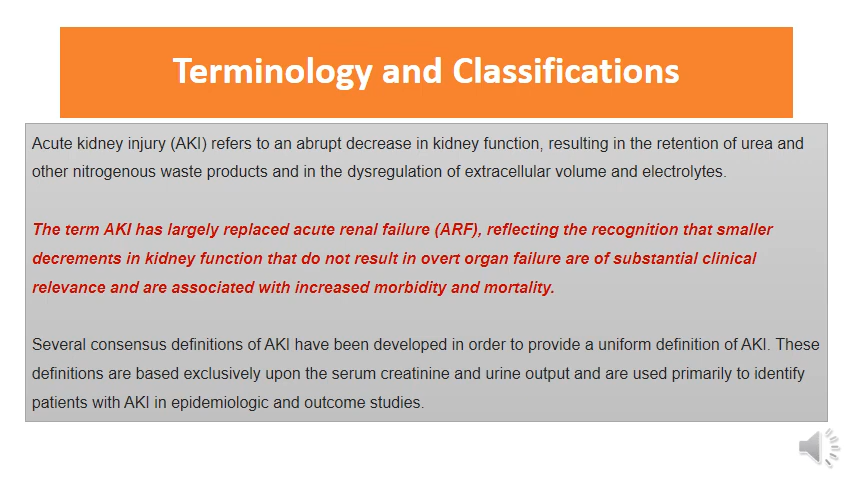 Terminology and Classifications
Acute kidney injury (AKI) refers to an abrupt decrease in kidney function, resulting in the retention of urea and
other nitrogenous waste products and in the dysregulation of extracellular volume and electrolytes.
The term AKI has largely replaced acute renal failure (ARF), reflecting the recognition that smaller
decrements in kidney function that do not result in overt organ failure are of substantial clinical
relevance and are associated with increased morbidity and mortality.
Several consensus definitions of AKI have been developed in order to provide a uniform definition of AKI. These
definitions are based exclusively upon the serum creatinine and urine output and are used primarily to identify
patients with AKI in epidemiologic and outcome studies.